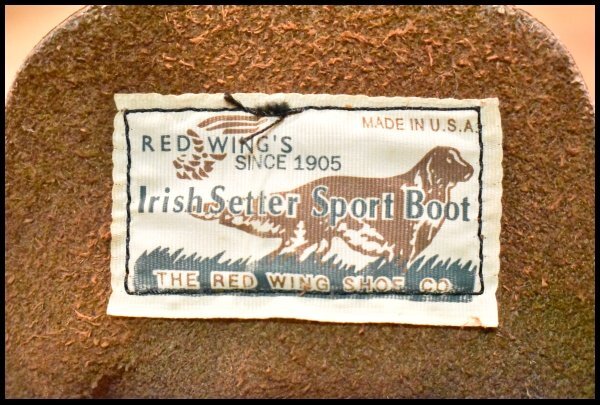 MADE IN U.S.A.
RED WING'S
SINCE 1905
Irish Setter Sport Boot
THE RED WING SHOE CO.